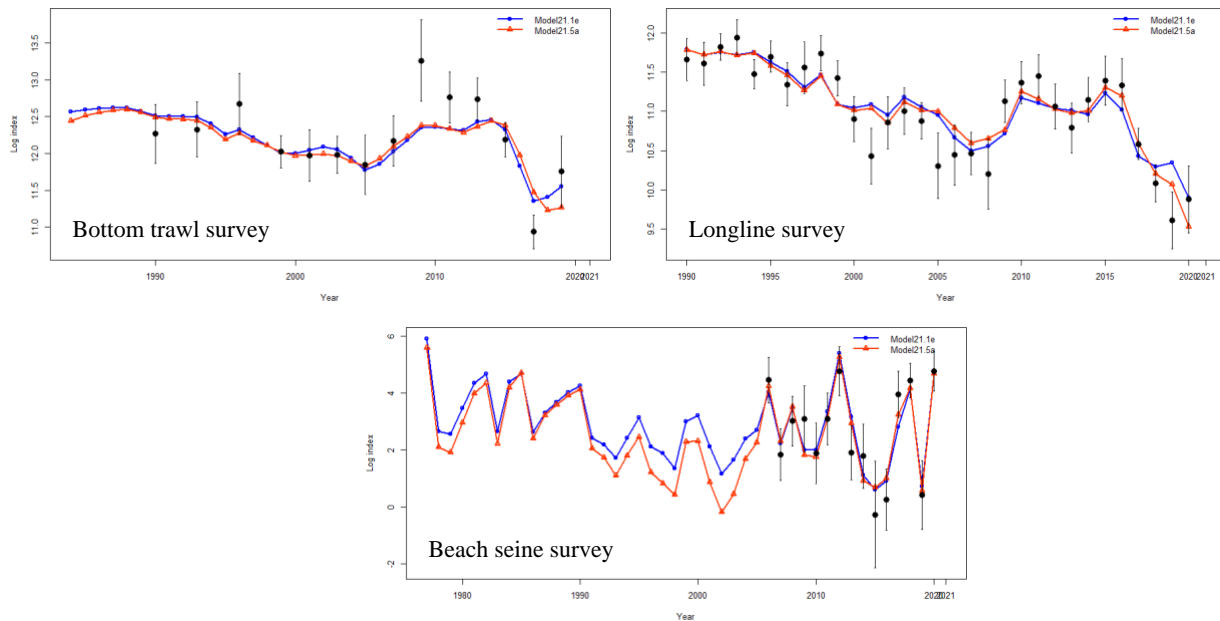 Model21.1e
Model21.5a
Log index
13.5
13.0
12.5
12.0
11.5
11.0
Bottom trawl survey
1990 2000 2010 2020 2021
Year
Model21.1e
Model21.5a
Log index
12.0
11.5
11.0
10.5
10.0
9.5
Longline survey
1990 1995 2000 2005 2010 2015 2020 2021
Year
Model21.1e
Model21.5a
Log index
6
4
2
0
-2
Beach seine survey
1980 1990 2000 2010 2020 2021
Year